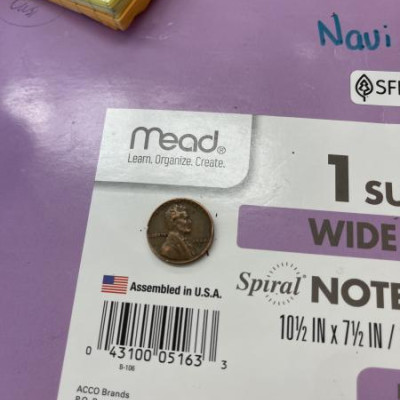 Navi
SF
Mead®
Learn. Organize. Create.
1 SU
WIDE
Spiral® NOTE
10½ IN x 7½ IN /
Assembled in U.S.A.
0 43100 05163 3
B-106
ACCO Brands